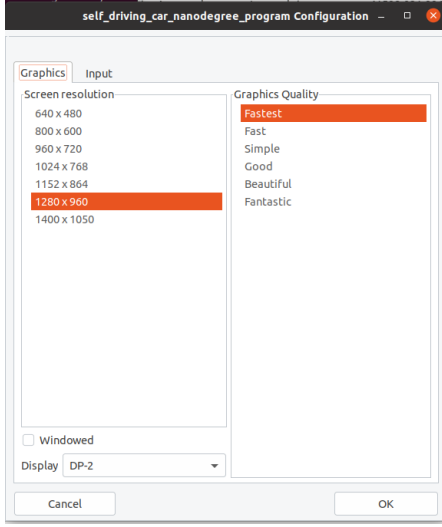 self_driving_car_nanodegree_program Configuration
Graphics
Input
Screen resolution
640 x 480
800 x 600
960 x 720
1024 x 768
1152 x 864
1280 x 960
1400 x 1050
Graphics Quality
Fastest
Fast
Simple
Good
Beautiful
Fantastic
Windowed
Display DP-2
Cancel
OK